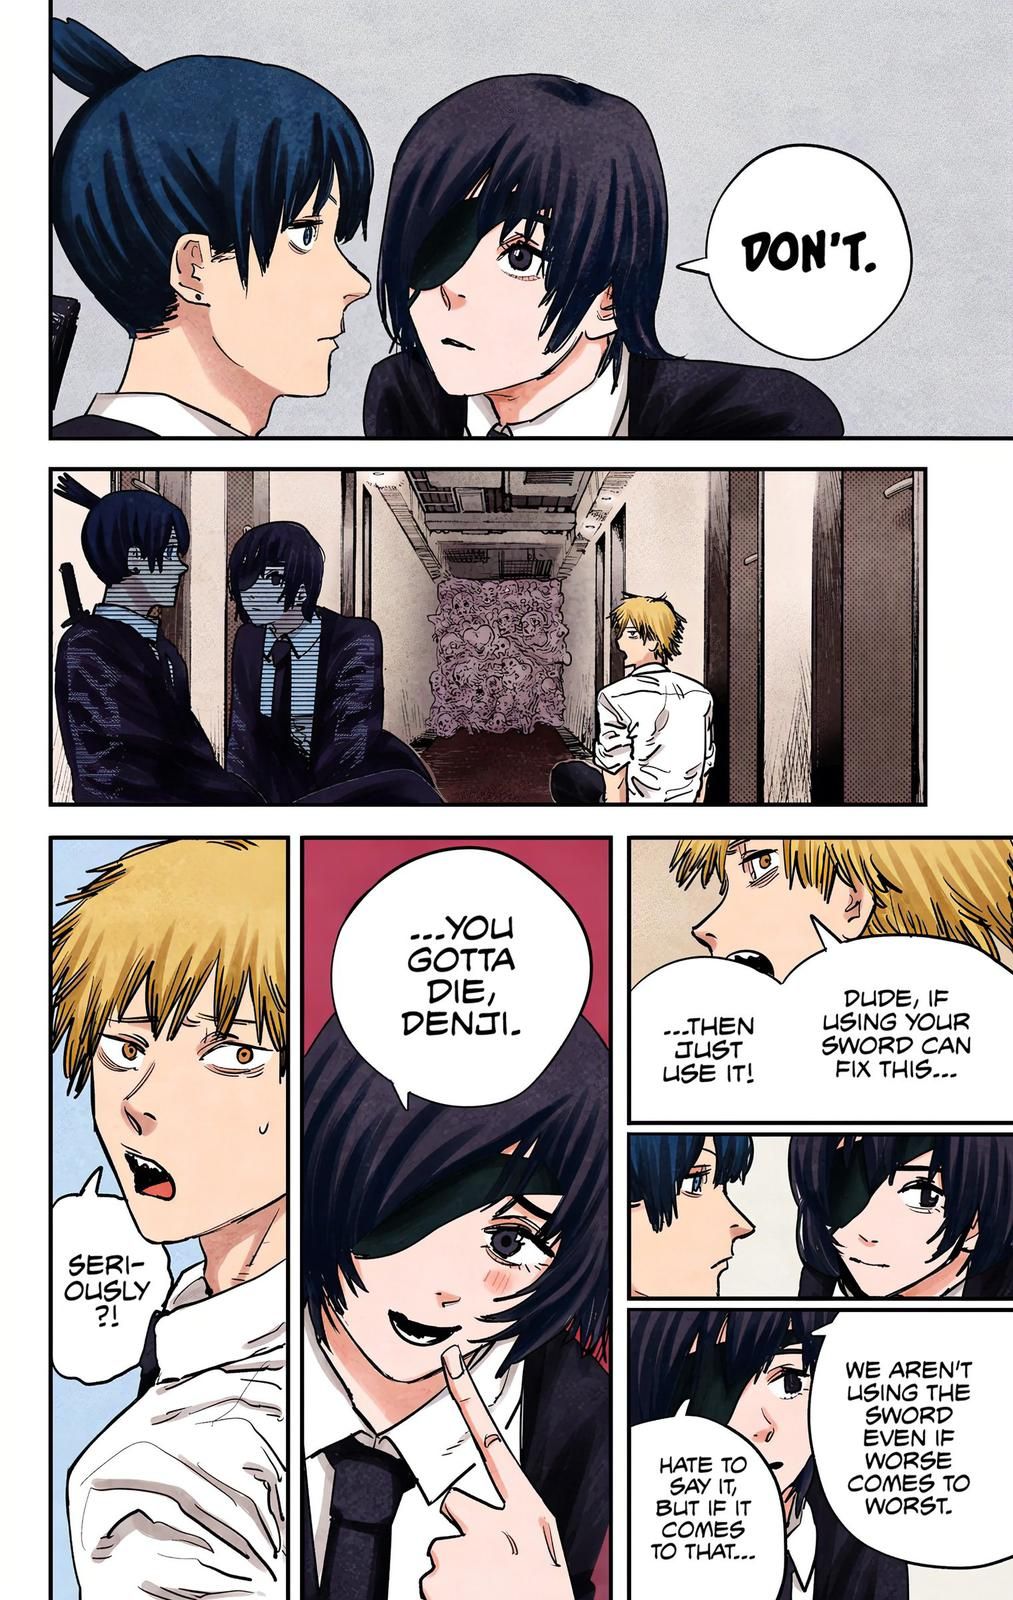 DON'T.
DUDE, IF
USING YOUR
SWORD CAN
FIX THIS...
...THEN
JUST
USE IT!
WE AREN'T
USING THE
SWORD
EVEN IF
WORSE
COMES TO
WORST.
HATE TO
SAY IT,
BUT IF IT
COMES
TO THAT...
...YOU
GOTTA
DIE,
DENJI.
SERI-
OUSLY
?!